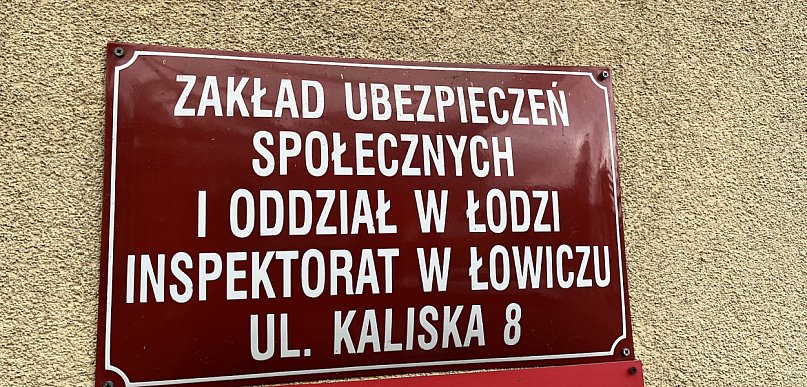 ZAKŁAD UBEZPIECZEŃ
SPOŁECZNYCH
I ODDZIAŁ W ŁODZI
INSPEKTORAT W ŁOWICZU
UL. KALISKA 8